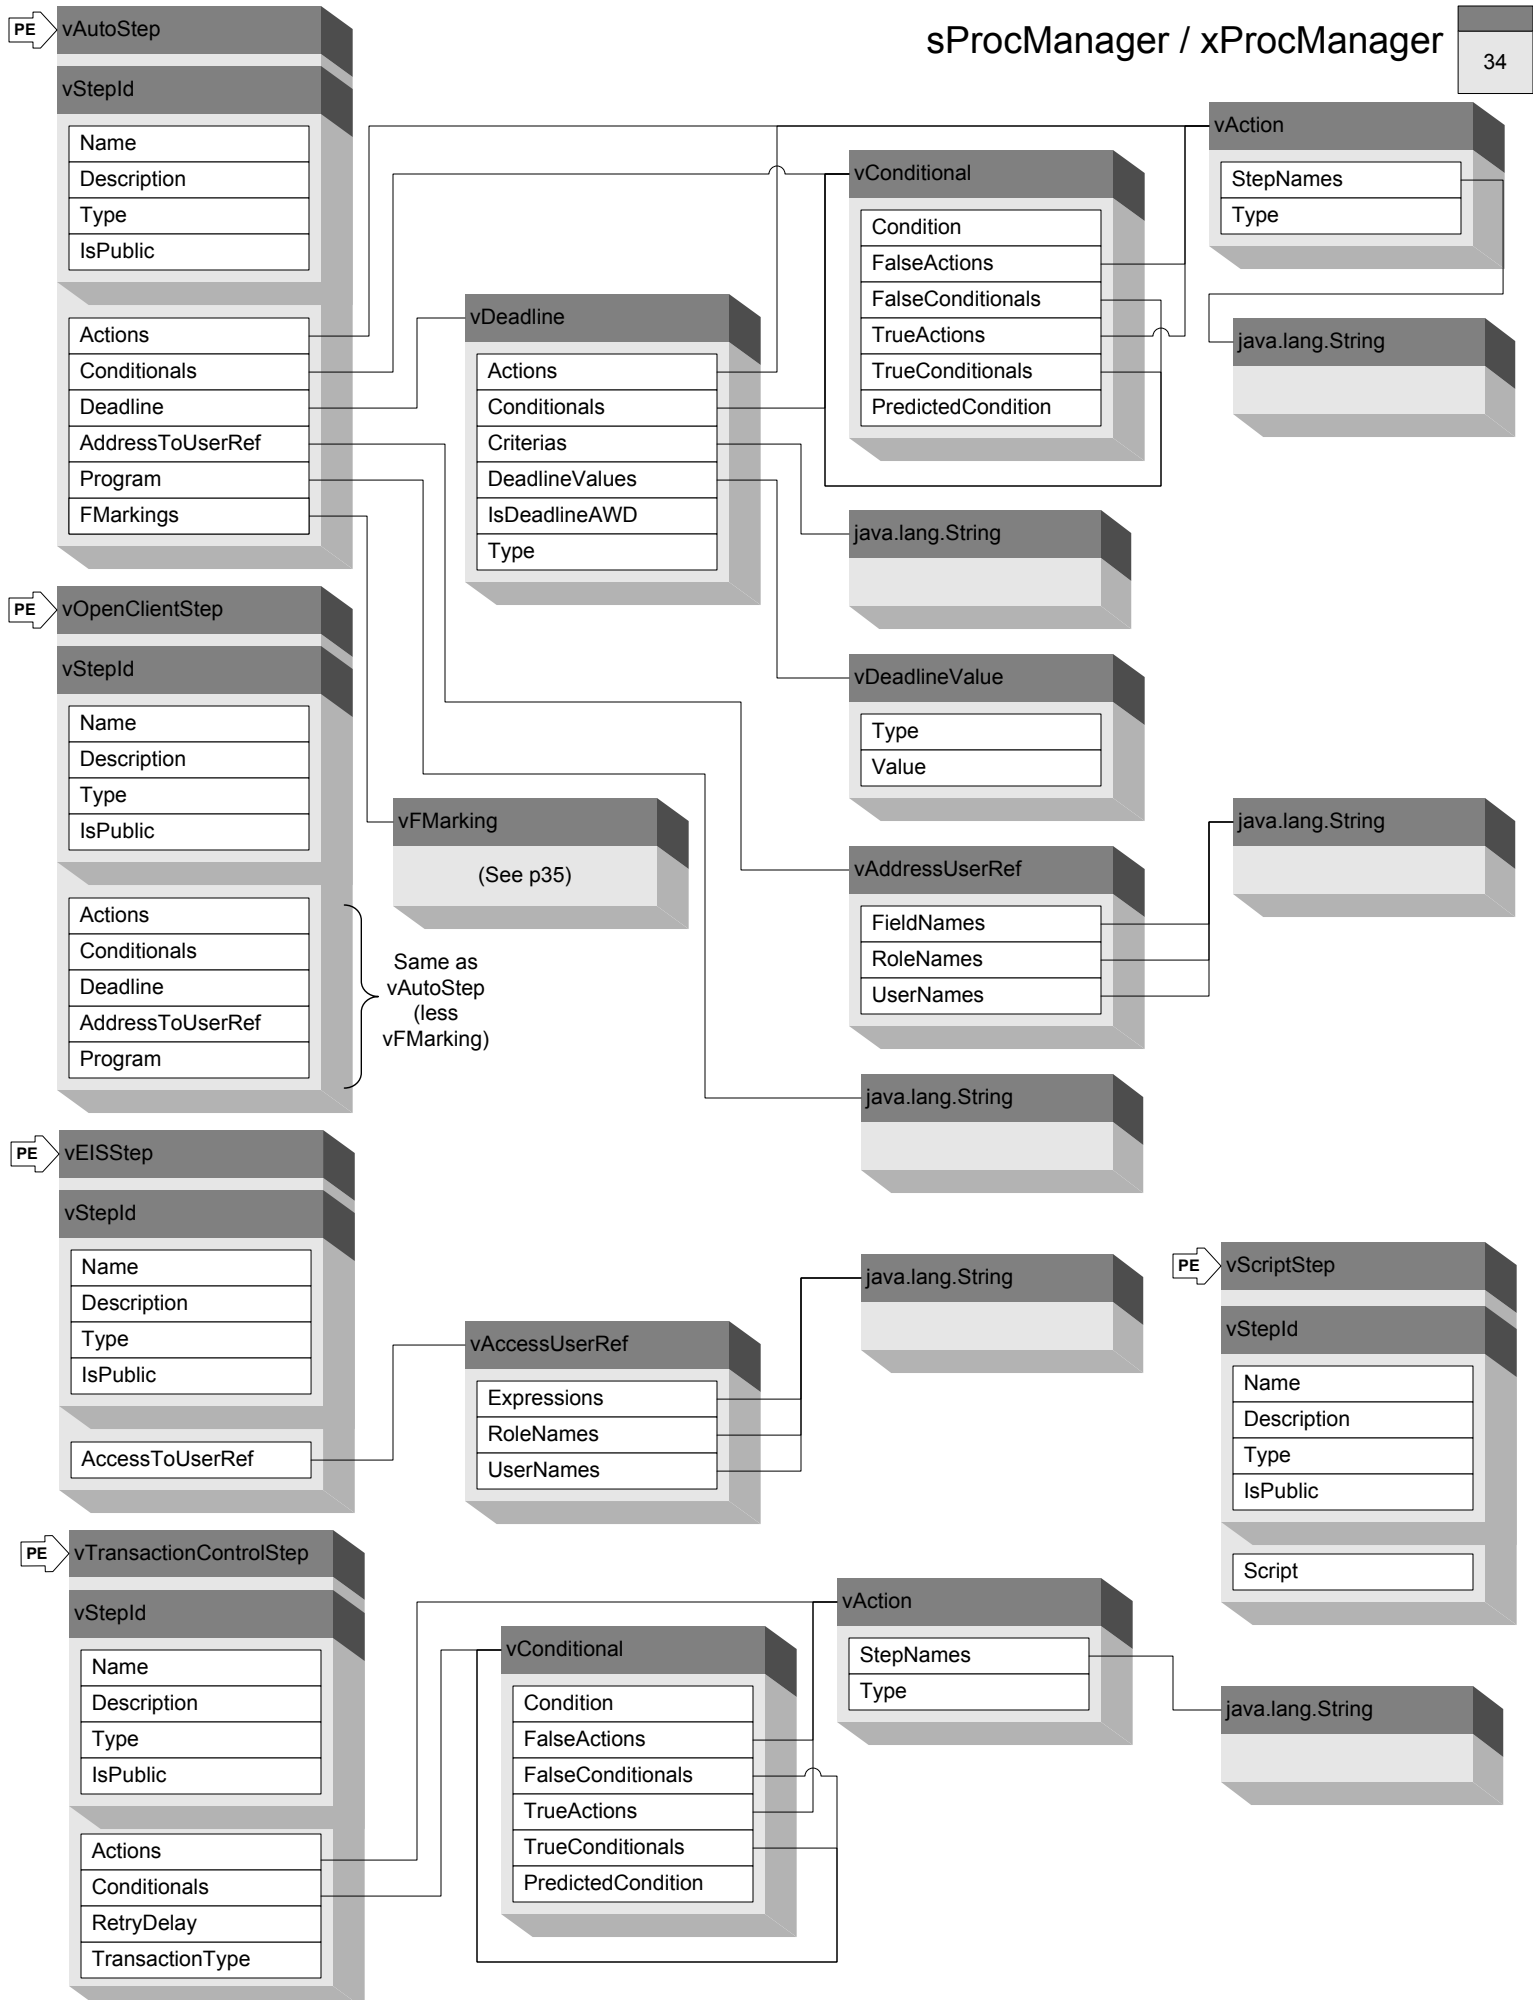 sProcManager / xProcManager
34
PE
vAutoStep
vStepId
Name
Description
Type
IsPublic
Actions
Conditionals
Deadline
AddressToUserRef
Program
FMarkings
vDeadline
Actions
Conditionals
Criterias
DeadlineValues
IsDeadlineAWD
Type
vConditional
Condition
FalseActions
FalseConditionals
TrueActions
TrueConditionals
PredictedCondition
vAction
StepNames
Type
java.lang.String
java.lang.String
vDeadlineValue
Type
Value
PE
vOpenClientStep
vStepId
Name
Description
Type
IsPublic
Actions
Conditionals
Deadline
AddressToUserRef
Program
Same as
vAutoStep
(less
vFMarking)
vFMarking
(See p35)
vAddressUserRef
FieldNames
RoleNames
UserNames
java.lang.String
java.lang.String
PE
vEISStep
vStepId
Name
Description
Type
IsPublic
AccessToUserRef
vAccessUserRef
Expressions
RoleNames
UserNames
java.lang.String
PE
vScriptStep
vStepId
Name
Description
Type
IsPublic
Script
PE
vTransactionControlStep
vStepId
Name
Description
Type
IsPublic
Actions
Conditionals
RetryDelay
TransactionType
vConditional
Condition
FalseActions
FalseConditionals
TrueActions
TrueConditionals
PredictedCondition
vAction
StepNames
Type
java.lang.String